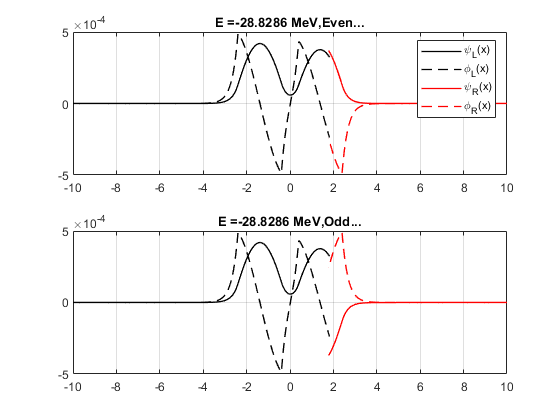 ×10⁻⁴
E =-28.8286 MeV,Even...
5
0
-5
-10 -8 -6 -4 -2 0 2 4 6 8 10
ψL(x)
ϕL(x)
ψR(x)
ϕR(x)
×10⁻⁴
E =-28.8286 MeV,Odd...
5
0
-5
-10 -8 -6 -4 -2 0 2 4 6 8 10